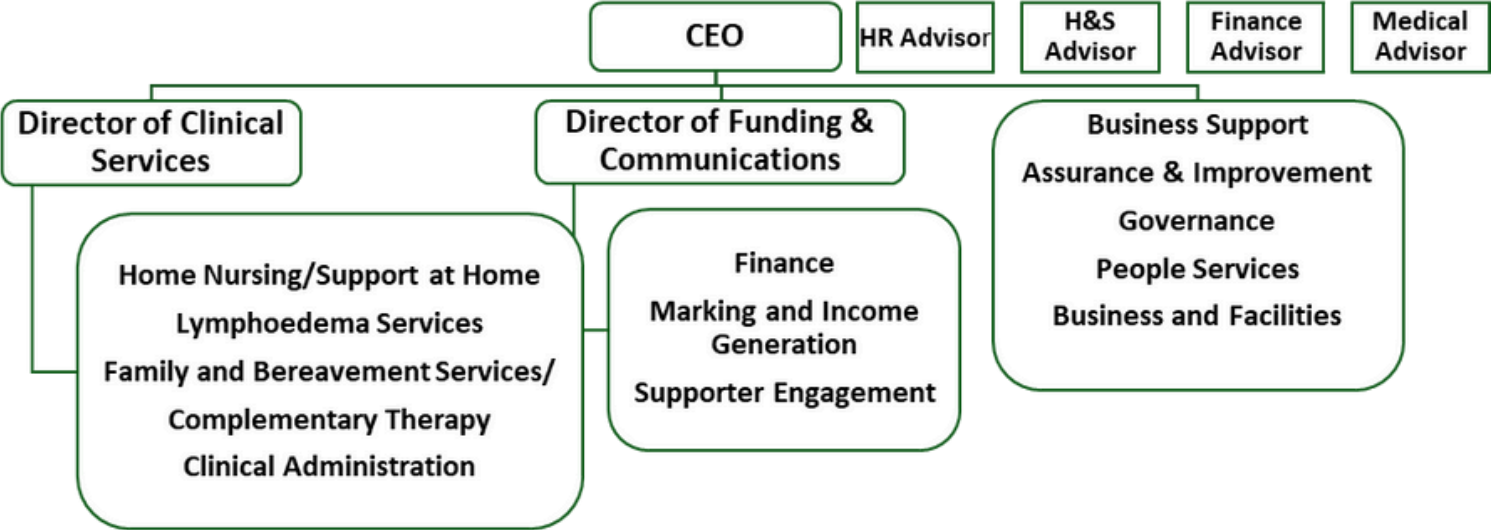 CEO
HR Advisor
H&S
Advisor
Finance
Advisor
Medical
Advisor
Director of Clinical
Services
Director of Funding &
Communications
Business Support
Assurance & Improvement
Governance
People Services
Business and Facilities
Home Nursing/Support at Home
Lymphoedema Services
Family and Bereavement Services/
Complementary Therapy
Clinical Administration
Finance
Marking and Income
Generation
Supporter Engagement